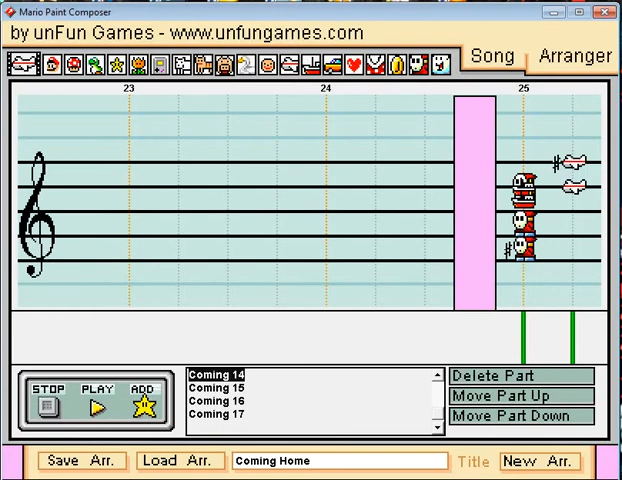 Mario Paint Composer
by unFun Games - www.unfungames.com
Song
Arranger
23
24
25
STOP
PLAY
ADD
Coming 14
Coming 15
Coming 16
Coming 17
Delete Part
Move Part Up
Move Part Down
Save Arr.
Load Arr.
Coming Home
Title
New Arr.